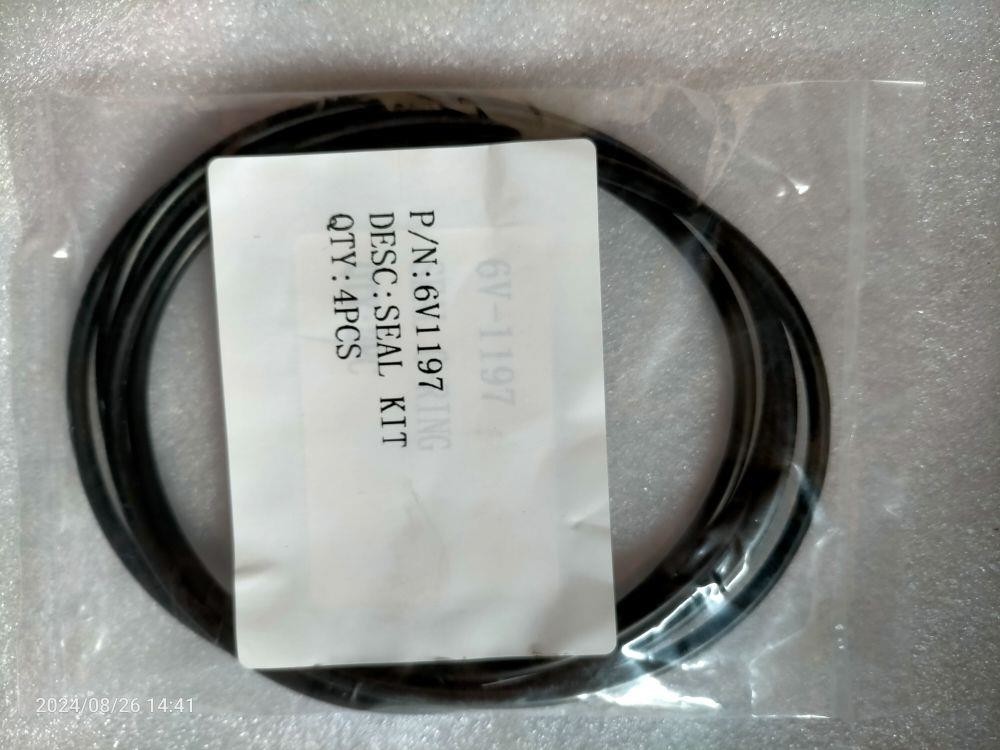 P/N:6V1197
DESC:SEAL KIT
QTY:4PCS
6V-1197
2024/08/26 14:41